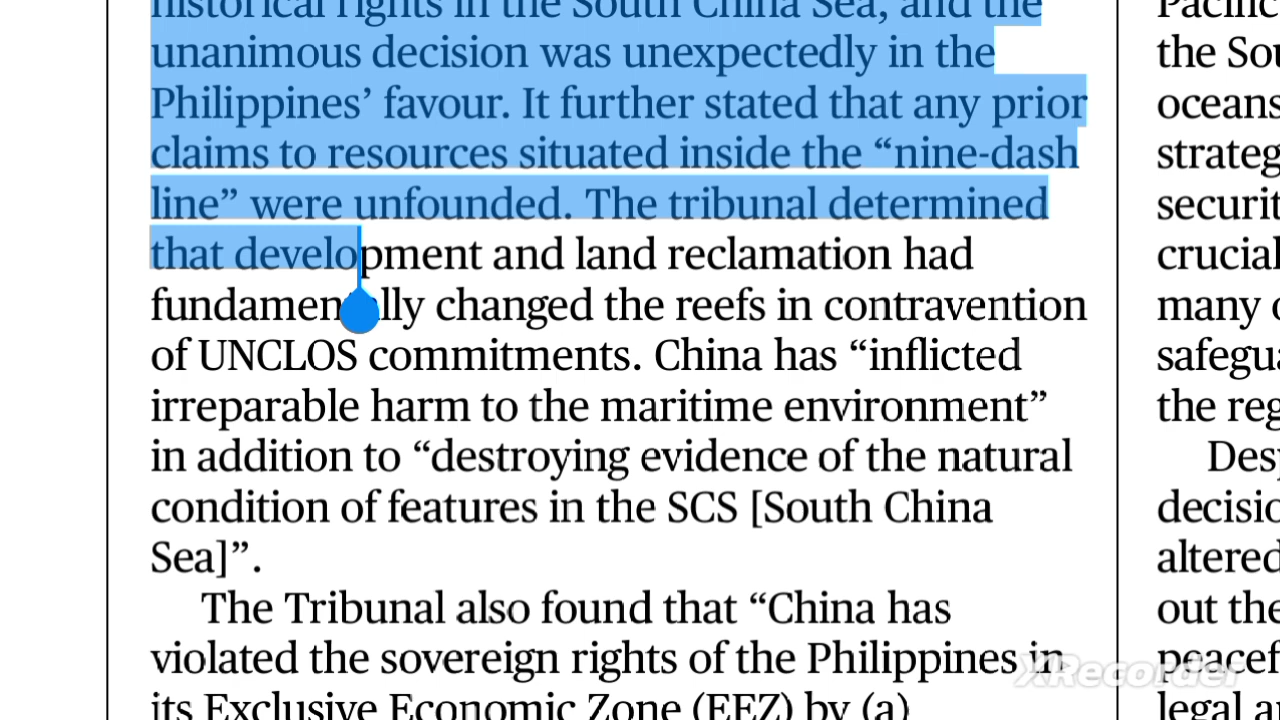 historical rights in the South China Sea, and the
unanimous decision was unexpectedly in the
Philippines’ favour. It further stated that any prior
claims to resources situated inside the “nine-dash
line” were unfounded. The tribunal determined
that development and land reclamation had
fundamentally changed the reefs in contravention
of UNCLOS commitments. China has “inflicted
irreparable harm to the maritime environment”
in addition to “destroying evidence of the natural
condition of features in the SCS [South China
Sea]”.
The Tribunal also found that “China has
violated the sovereign rights of the Philippines in
its Exclusive Economic Zone (EEZ) by (a)
Pacific
the Sou
oceans
strateg
securit
crucial
many
safegua
the reg
Desp
decisio
altered
out the
peacef
legal a
XRecorder